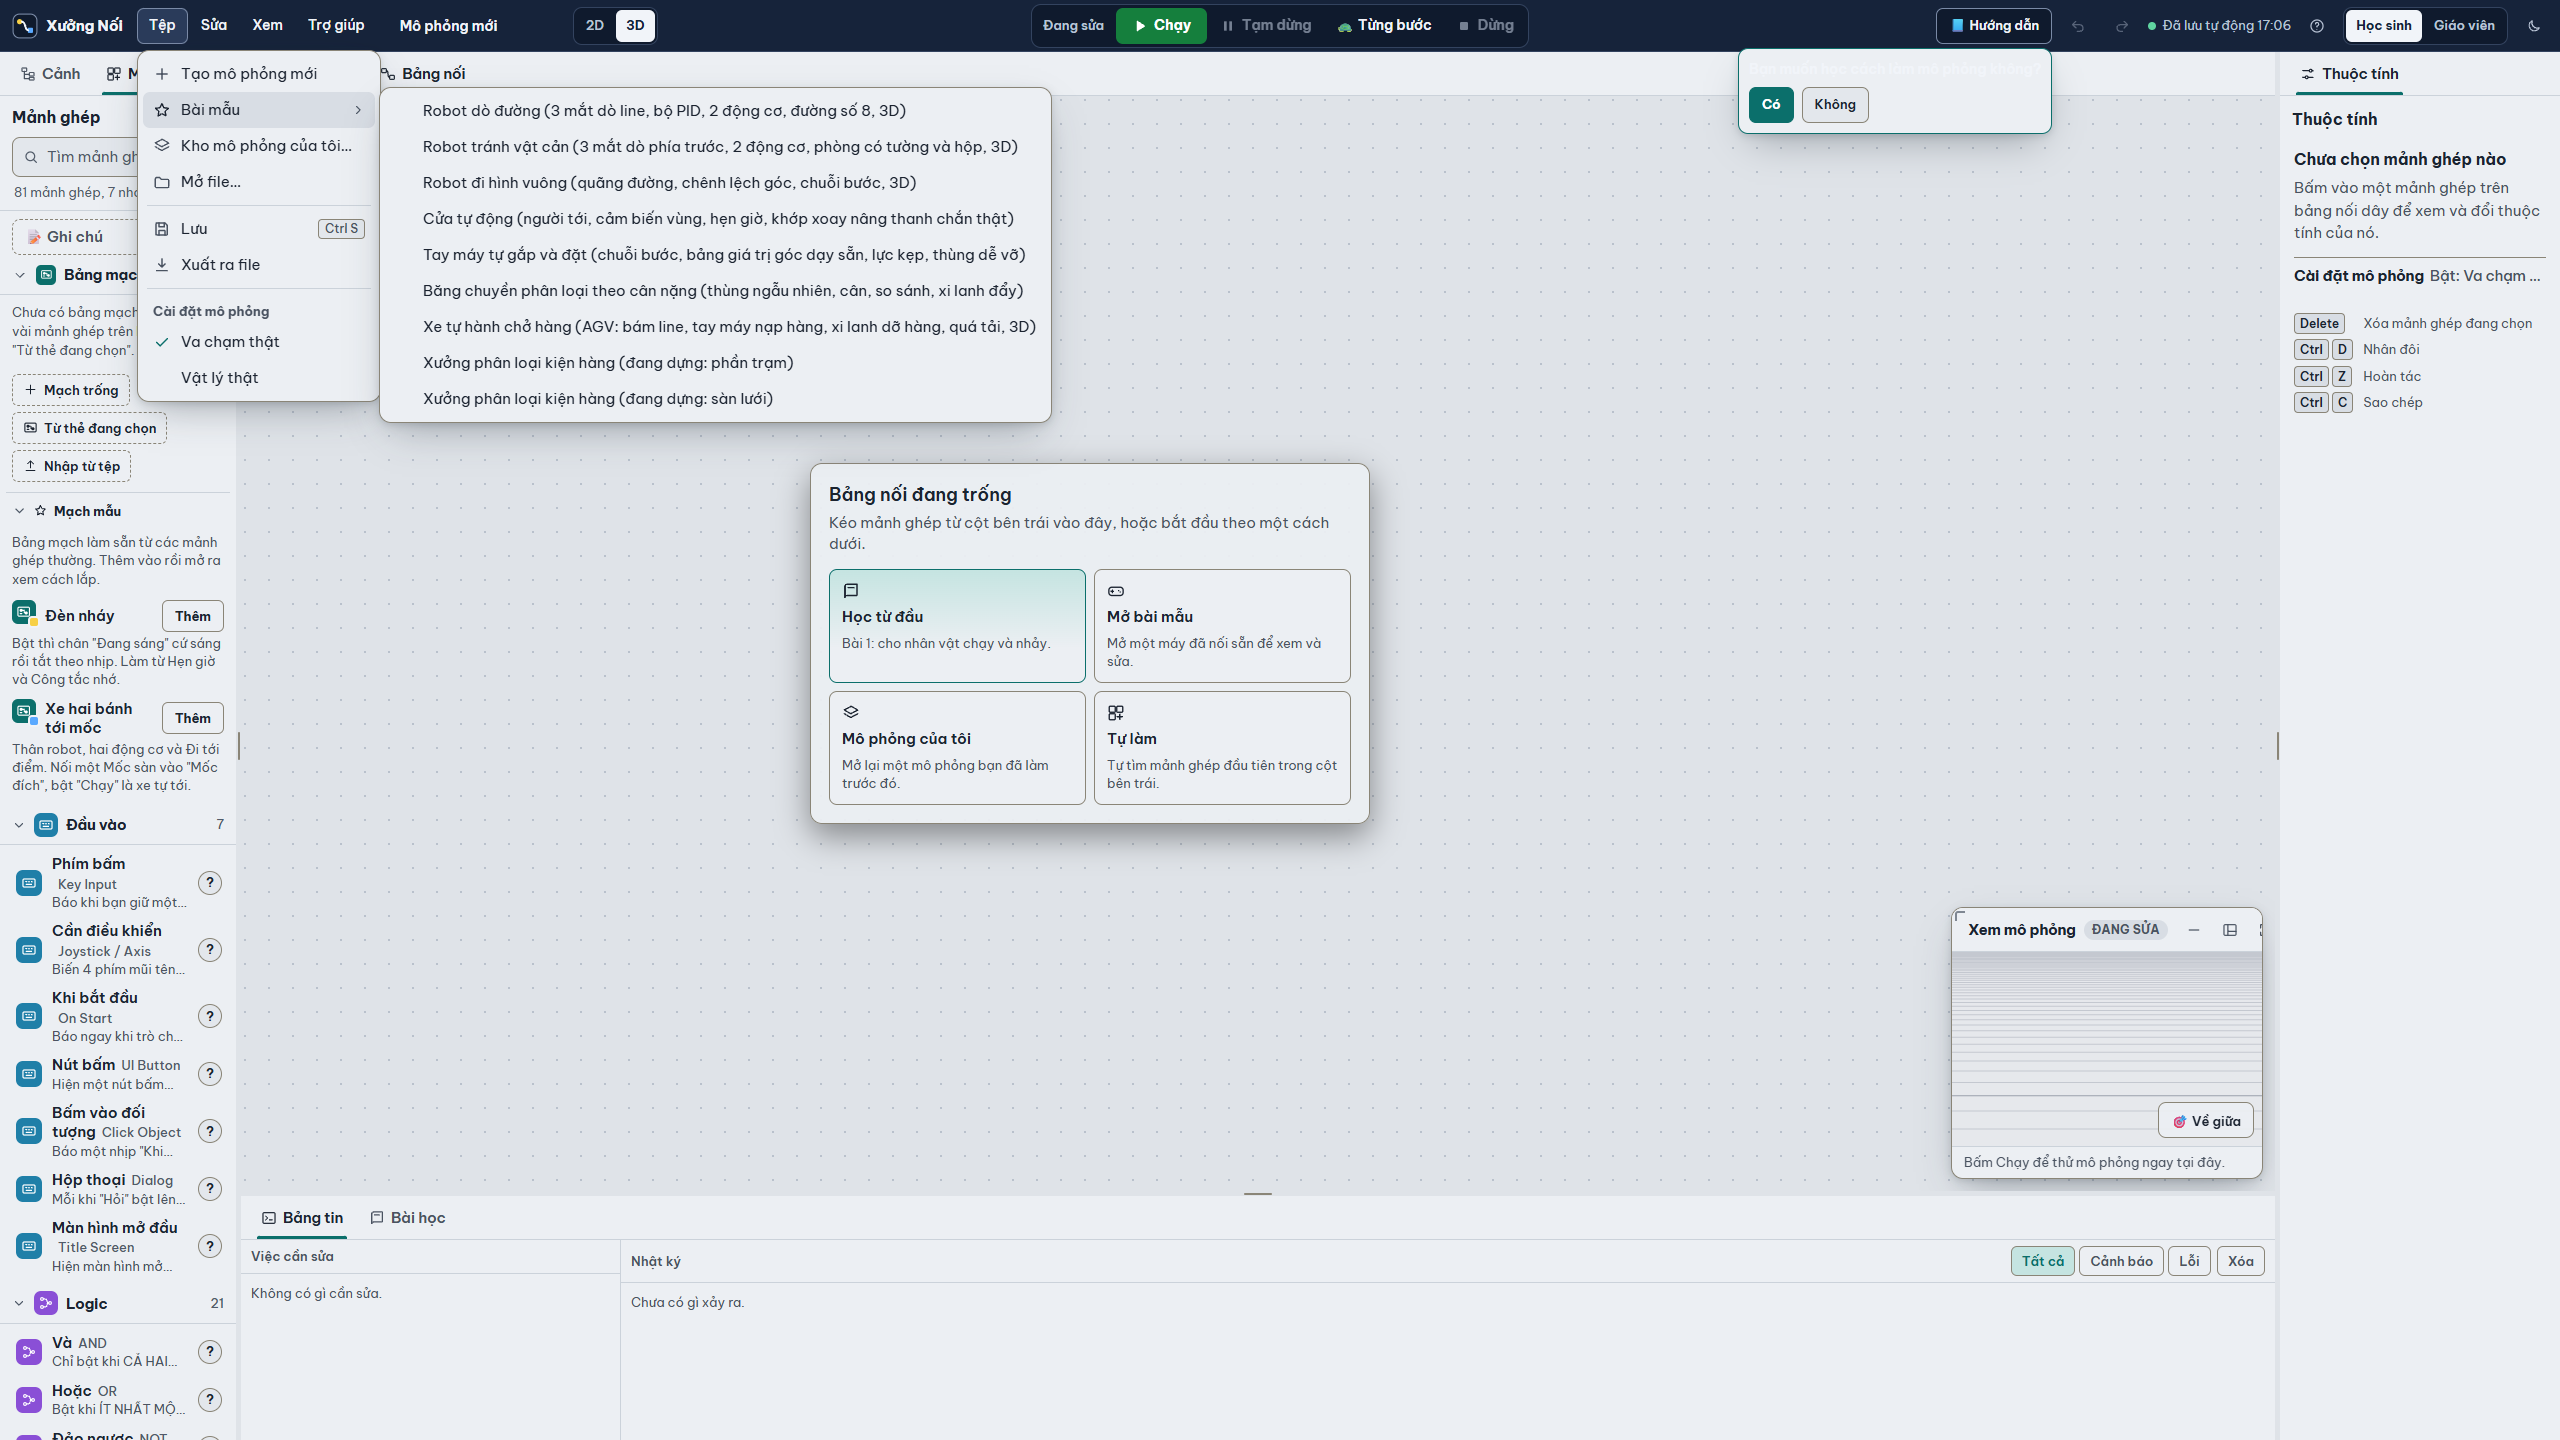 Xưởng Nối
Tệp
Sửa
Xem
Trợ giúp
Mô phỏng mới
2D
3D
Đang sửa
Chạy
Tạm dừng
Từng bước
Dừng
Hướng dẫn
Đã lưu tự động 17:06
Học sinh
Giáo viên
Cảnh
M
Bảng nối
Tạo mô phỏng mới
Bài mẫu
Kho mô phỏng của tôi...
Mở file...
Lưu
Ctrl S
Xuất ra file
Cài đặt mô phỏng
Va chạm thật
Vật lý thật
Robot dò đường (3 mắt dò line, bộ PID, 2 động cơ, đường số 8, 3D)
Robot tránh vật cản (3 mắt dò phía trước, 2 động cơ, phòng có tường và hộp, 3D)
Robot đi hình vuông (quãng đường, chênh lệch góc, chuỗi bước, 3D)
Cửa tự động (người tới, cảm biến vùng, hẹn giờ, khớp xoay nâng thanh chắn thật)
Tay máy tự gắp và đặt (chuỗi bước, bảng giá trị góc dạy sẵn, lực kẹp, thùng dễ vỡ)
Băng chuyền phân loại theo cân nặng (thùng ngẫu nhiên, cân, so sánh, xi lanh đẩy)
Xe tự hành chở hàng (AGV: bám line, tay máy nạp hàng, xi lanh dỡ hàng, quá tải, 3D)
Xưởng phân loại kiện hàng (đang dựng: phần trạm)
Xưởng phân loại kiện hàng (đang dựng: sàn lưới)
Có
Không
Mảnh ghép
Tìm mảnh gh
81 mảnh ghép, 7 nh
Ghi chú
Bảng mạc
Chưa có bảng mạch
vài mảnh ghép trên
"Từ thẻ đang chọn".
Mạch trống
Từ thẻ đang chọn
Nhập từ tệp
Mạch mẫu
Bảng mạch làm sẵn từ các mảnh
ghép thường. Thêm vào rồi mở ra
xem cách lắp.
Đèn nháy
Thêm
Bật thì chân "Đang sáng" cứ sáng
rồi tắt theo nhịp. Làm từ Hẹn giờ
và Công tắc nhớ.
Xe hai bánh
tới mốc
Thêm
Thân robot, hai động cơ và Đi tới
điểm. Nối một Mốc sàn vào "Mốc
đích", bật "Chạy" là xe tự tới.
Đầu vào
7
Phím bấm
Key Input
Báo khi bạn giữ một...
?
Cần điều khiển
Joystick / Axis
Biến 4 phím mũi tên...
?
Khi bắt đầu
On Start
Báo ngay khi trò ch...
?
Nút bấm UI Button
Hiện một nút bấm...
?
Bấm vào đối
tượng Click Object
Báo một nhịp "Khi...
?
Hộp thoại Dialog
Mỗi khi "Hỏi" bật lên...
?
Màn hình mở đầu
Title Screen
Hiện màn hình mở...
?
Logic
21
Và AND
Chỉ bật khi CẢ HAI...
?
Hoặc OR
Bật khi ÍT NHẤT MỘ...
?
Đảo ngược NOT
Bảng nối đang trống
Kéo mảnh ghép từ cột bên trái vào đây, hoặc bắt đầu theo một cách
dưới.
Học từ đầu
Bài 1: cho nhân vật chạy và nhảy.
Mở bài mẫu
Mở một máy đã nối sẵn để xem và
sửa.
Mô phỏng của tôi
Mở lại một mô phỏng bạn đã làm
trước đó.
Tự làm
Tự tìm mảnh ghép đầu tiên trong cột
bên trái.
Xem mô phỏng
ĐANG SỬA
Về giữa
Bấm Chạy để thử mô phỏng ngay tại đây.
Bảng tin
Bài học
Việc cần sửa
Không có gì cần sửa.
Nhật ký
Tất cả
Cảnh báo
Lỗi
Xóa
Chưa có gì xảy ra.
Thuộc tính
Thuộc tính
Chưa chọn mảnh ghép nào
Bấm vào một mảnh ghép trên
bảng nối dây để xem và đổi thuộc
tính của nó.
Cài đặt mô phỏng Bật: Va chạm ...
Delete Xóa mảnh ghép đang chọn
Ctrl D Nhân đôi
Ctrl Z Hoàn tác
Ctrl C Sao chép